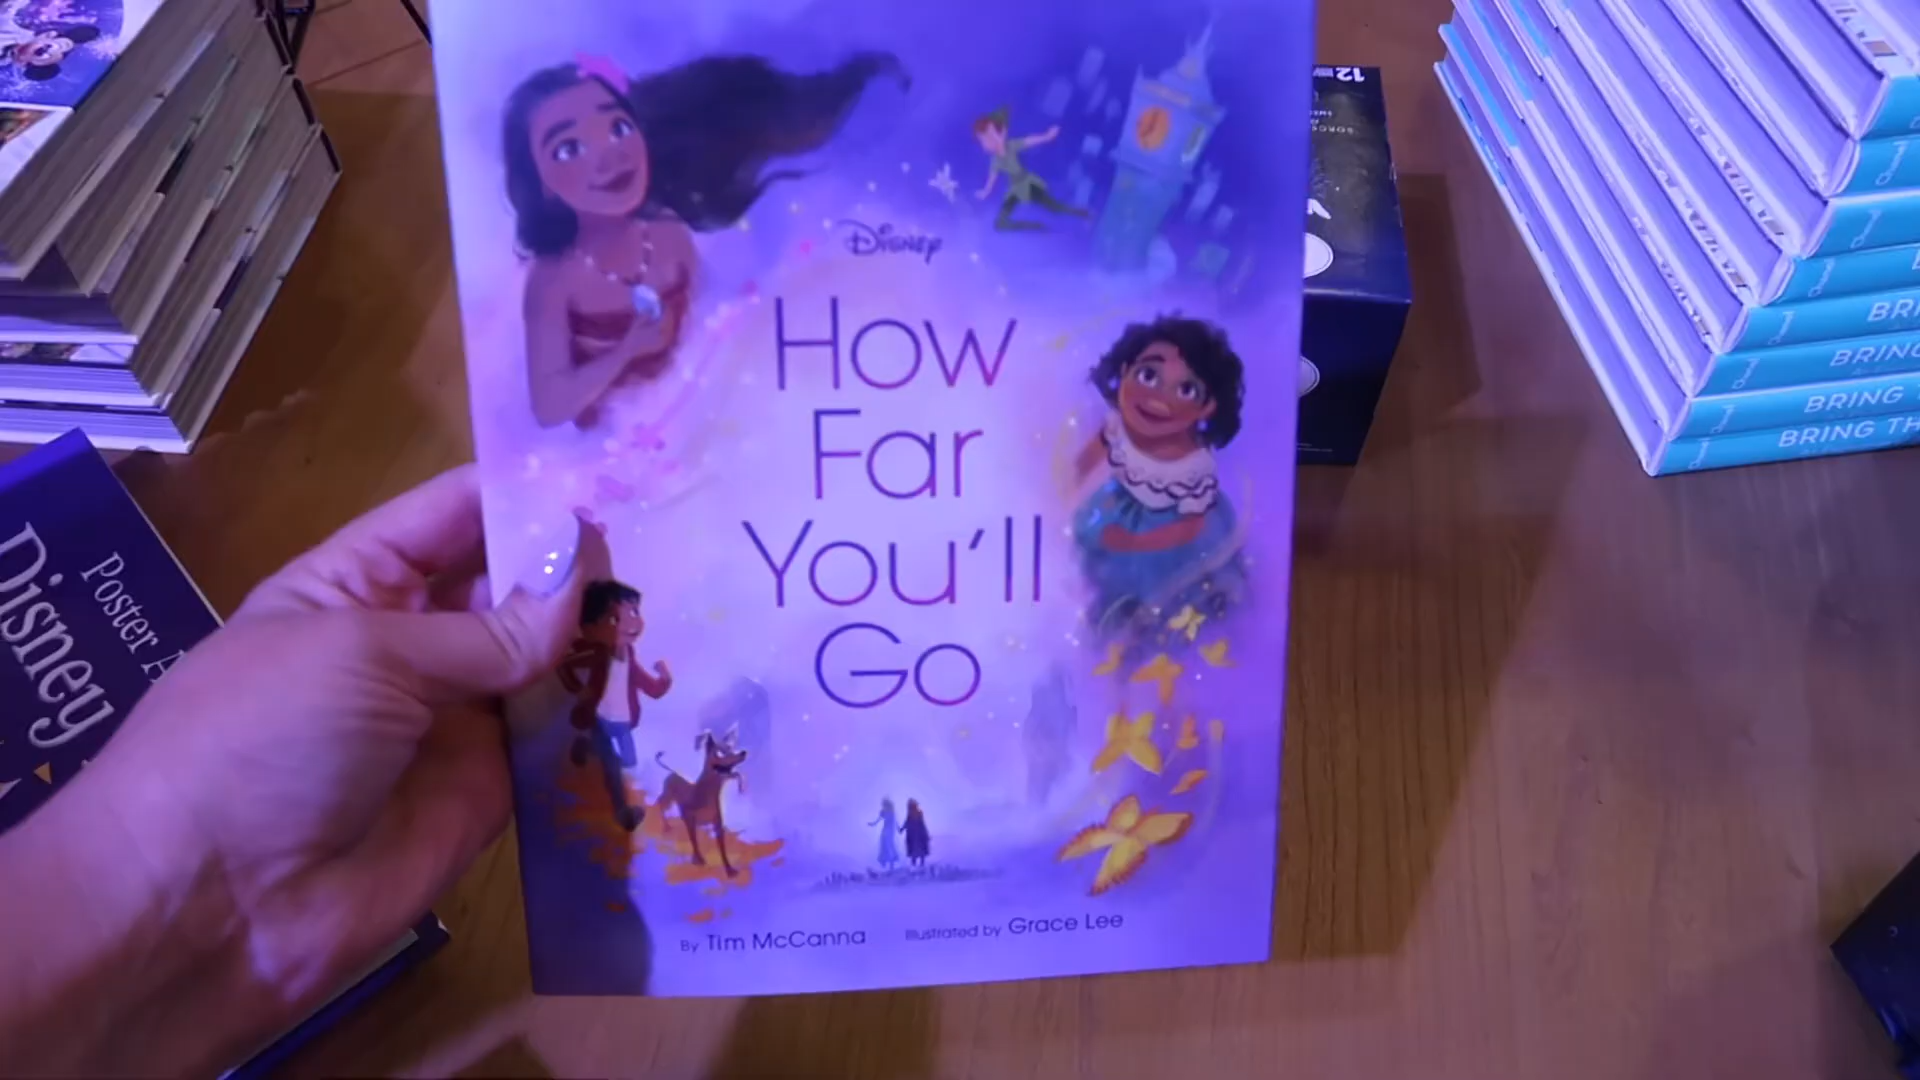 Disney
How
Far
You'll
Go
By Tim McCanna Illustrated by Grace Lee
Poster
Disney
12
BRING
BRING
BRING TH